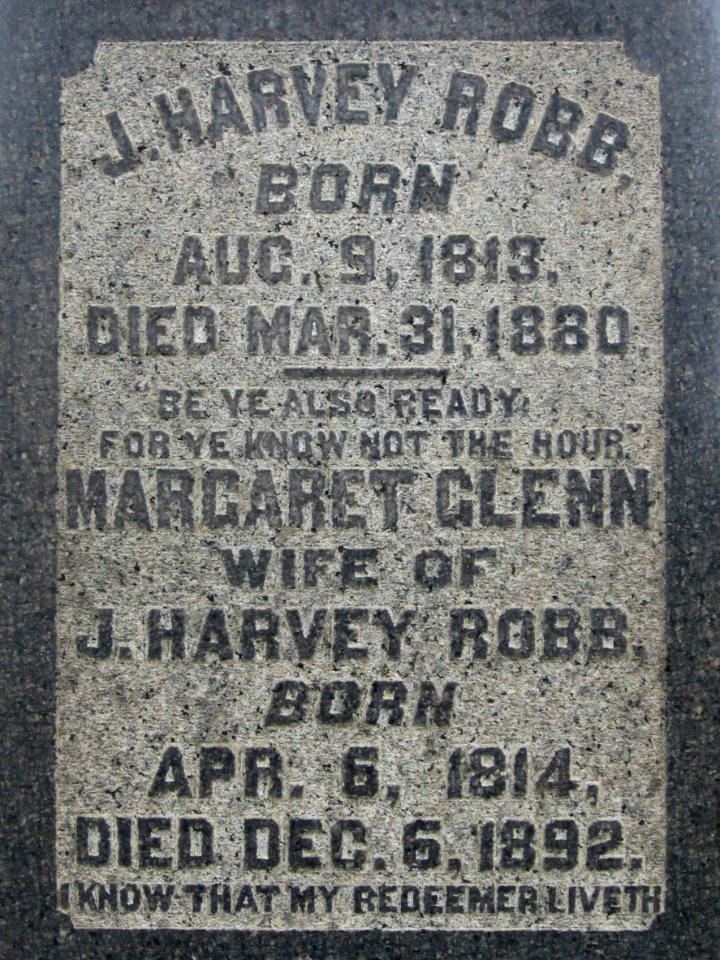 J. HARVEY ROBB,
BORN
AUG. 9, 1813.
DIED MAR. 31, 1880.
"BE YE ALSO READY:
FOR YE KNOW NOT THE HOUR."
MARGARET GLENN
WIFE OF
J. HARVEY ROBB,
BORN
APR. 6, 1814,
DIED DEC. 6, 1892.
I KNOW THAT MY REDEEMER LIVETH